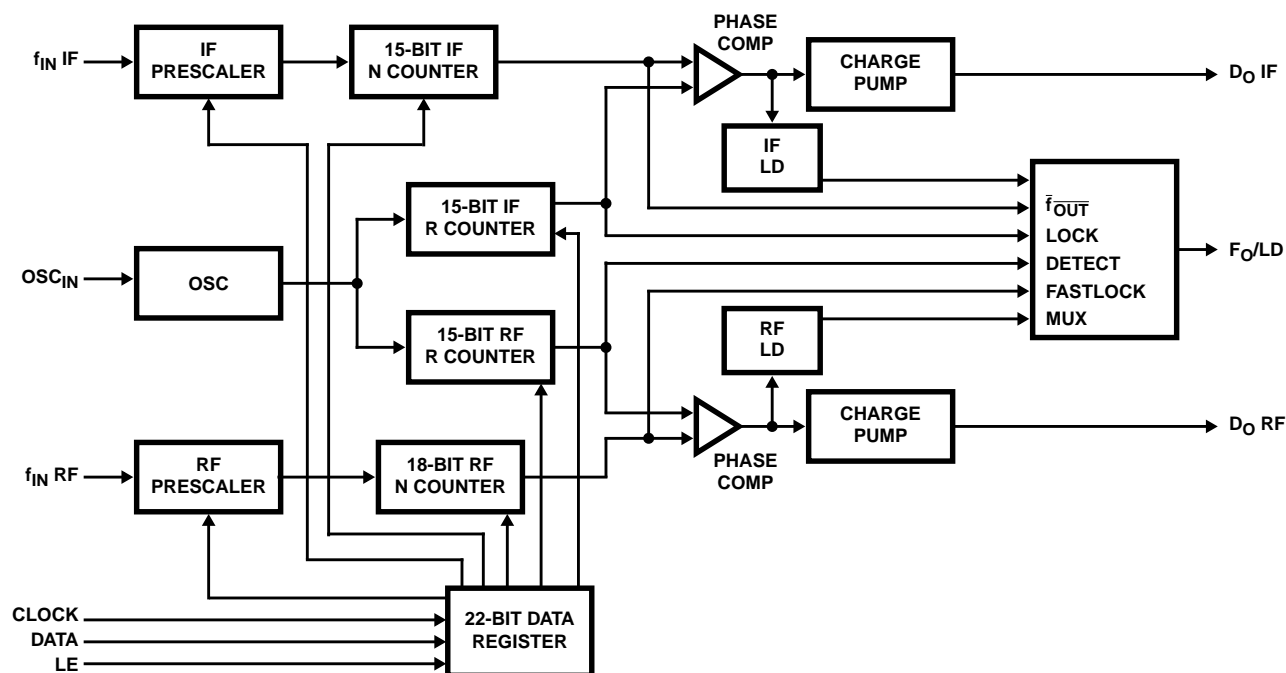 f_IN IF
IF
PRESCALER
15-BIT IF
N COUNTER
PHASE
COMP
CHARGE
PUMP
D_O IF
IF
LD
15-BIT IF
R COUNTER
OSC_IN
OSC
15-BIT RF
R COUNTER
f_OUT
LOCK
DETECT
FASTLOCK
MUX
F_O/LD
RF
LD
f_IN RF
RF
PRESCALER
18-BIT RF
N COUNTER
PHASE
COMP
CHARGE
PUMP
D_O RF
CLOCK
DATA
LE
22-BIT DATA
REGISTER